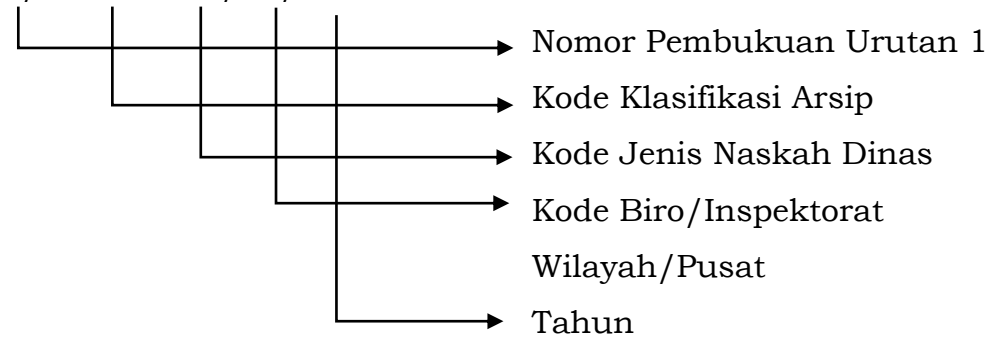 Nomor Pembukuan Urutan 1
Kode Klasifikasi Arsip
Kode Jenis Naskah Dinas
Kode Biro/Inspektorat
Wilayah/Pusat
Tahun